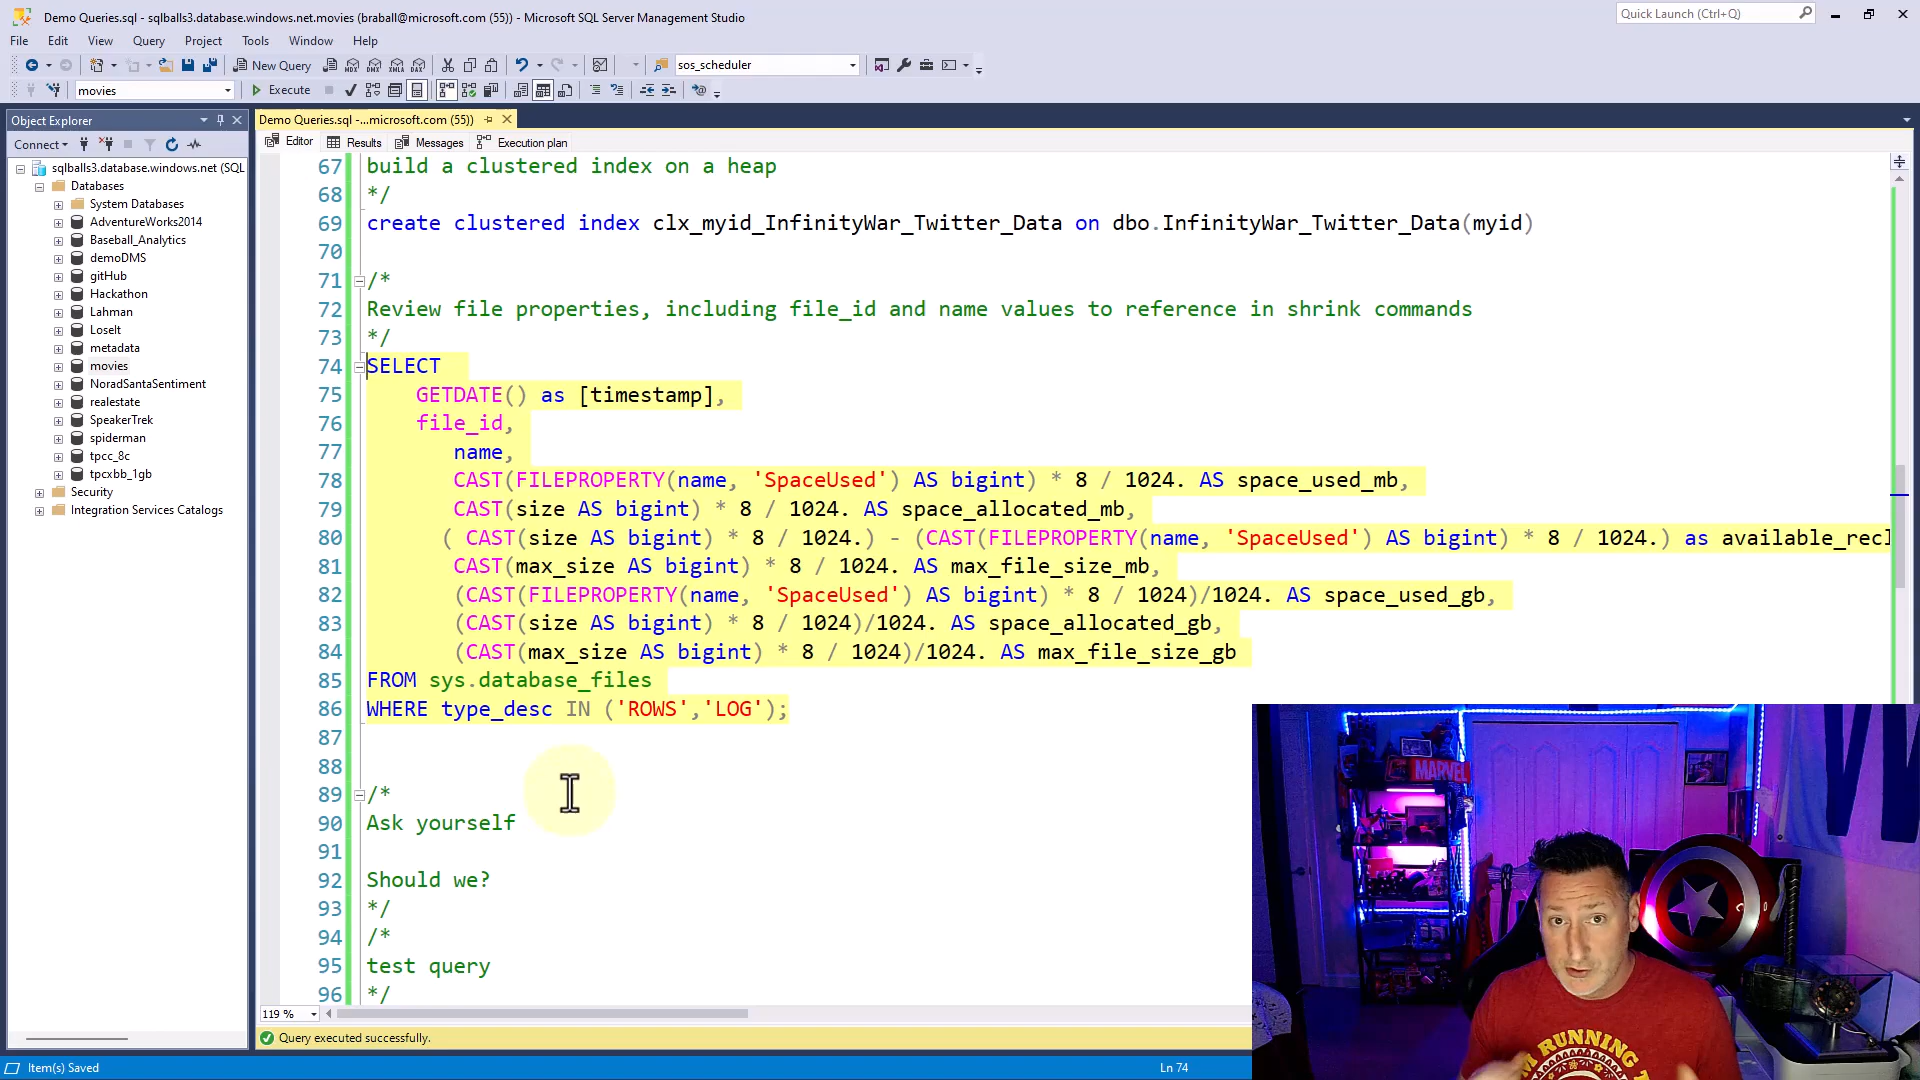 Demo Queries.sql - sqlballs3.database.windows.net.movies (braball@microsoft.com (55)) - Microsoft SQL Server Management Studio
Quick Launch (Ctrl+Q)
File Edit View Query Project Tools Window Help
New Query
MDX DMX XMLA DAX
sos_scheduler
movies
Execute
Object Explorer
Connect
sqlballs3.database.windows.net (SQL
Databases
System Databases
AdventureWorks2014
Baseball_Analytics
demoDMS
gitHub
Hackathon
Lahman
LoseIt
metadata
movies
NoradSantaSentiment
realestate
SpeakerTrek
spiderman
tpcc_8c
tpcxbb_1gb
Security
Integration Services Catalogs
Demo Queries.sql -...microsoft.com (55))
Editor Results Messages Execution plan
67 build a clustered index on a heap
68 */
69 create clustered index clx_myid_InfinityWar_Twitter_Data on dbo.InfinityWar_Twitter_Data(myid)
70
71 /*
72 Review file properties, including file_id and name values to reference in shrink commands
73 */
74 SELECT
75 GETDATE() as [timestamp],
76 file_id,
77 name,
78 CAST(FILEPROPERTY(name, 'SpaceUsed') AS bigint) * 8 / 1024. AS space_used_mb,
79 CAST(size AS bigint) * 8 / 1024. AS space_allocated_mb,
80 ( CAST(size AS bigint) * 8 / 1024.) - (CAST(FILEPROPERTY(name, 'SpaceUsed') AS bigint) * 8 / 1024.) as available_recl
81 CAST(max_size AS bigint) * 8 / 1024. AS max_file_size_mb,
82 (CAST(FILEPROPERTY(name, 'SpaceUsed') AS bigint) * 8 / 1024)/1024. AS space_used_gb,
83 (CAST(size AS bigint) * 8 / 1024)/1024. AS space_allocated_gb,
84 (CAST(max_size AS bigint) * 8 / 1024)/1024. AS max_file_size_gb
85 FROM sys.database_files
86 WHERE type_desc IN ('ROWS','LOG');
87
88
89 /*
90 Ask yourself
91
92 Should we?
93 */
94 /*
95 test query
96 */
119 %
Query executed successfully.
Item(s) Saved
Ln 74
MARVEL
RUNNING